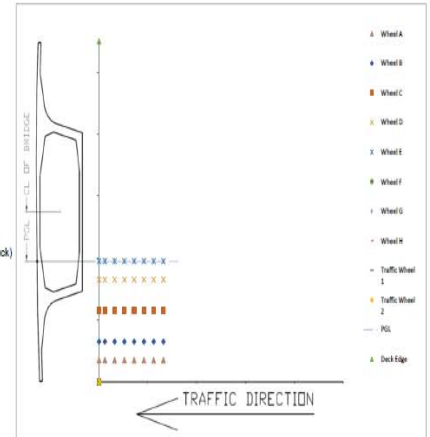 CL OF BRIDGE
PGL
ck)
Wheel A
Wheel B
Wheel C
Wheel D
Wheel E
Wheel F
Wheel G
Wheel H
Traffic Wheel
1
Traffic Wheel
2
PGL
Deck Edge
TRAFFIC DIRECTION